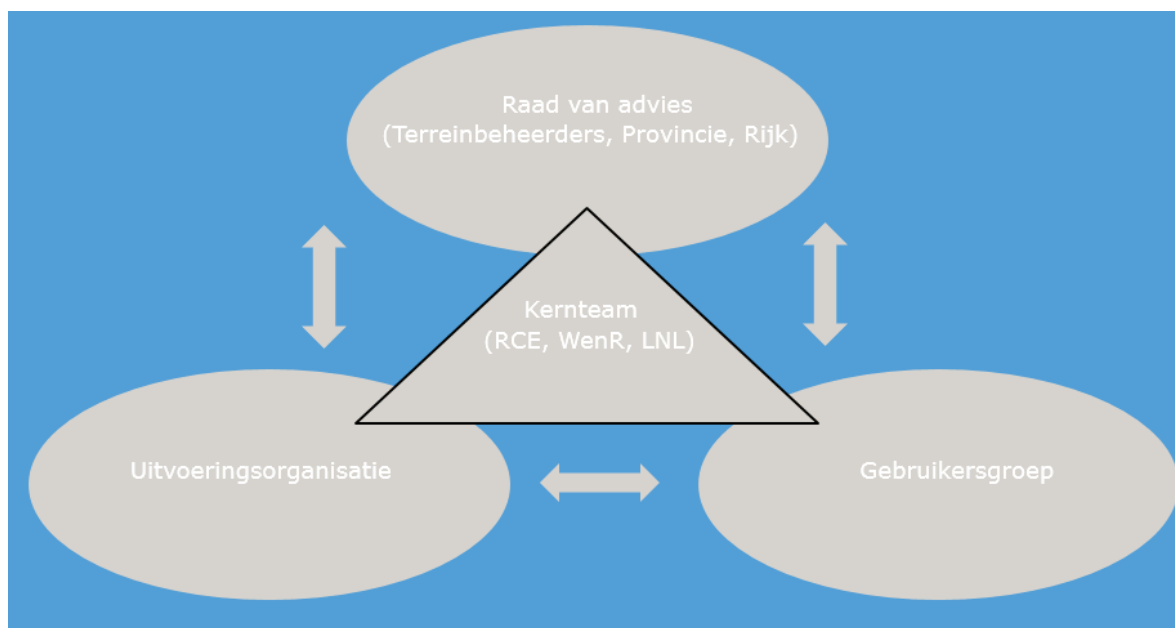 Raad van advies
(Terreinbeheerders, Provincie, Rijk)
Kernteam
(RCE, WenR, LNL)
Uitvoeringsorganisatie
Gebruikersgroep